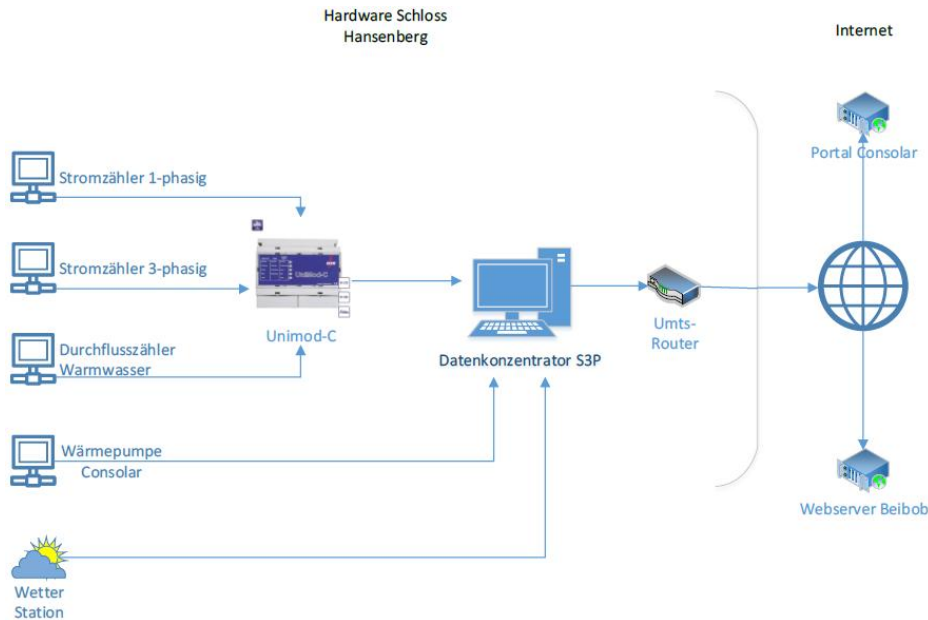 Hardware Schloss
Hansenberg
Internet
Portal Consolar
Stromzähler 1-phasig
Stromzähler 3-phasig
UniMod-C
Unimod-C
Durchflusszähler
Warmwasser
Datenkonzentrator S3P
Umts-
Router
Wärmepumpe
Consolar
Webserver Beibob
Wetter
Station